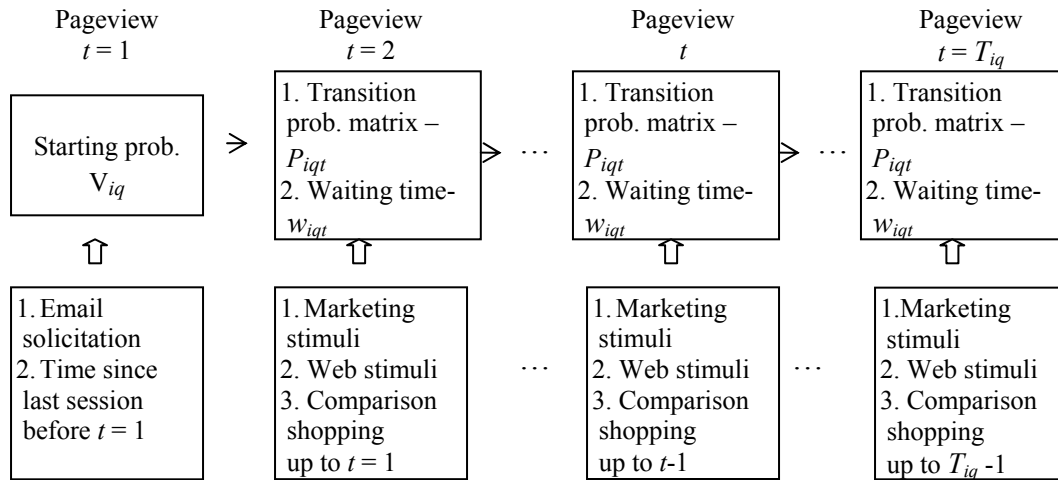 Pageview
t = 1
Pageview
t = 2
Pageview
t
Pageview
t = Tiq
Starting prob.
Viq
1. Transition
prob. matrix –
Piqt
2. Waiting time-
wiqt
…
1. Transition
prob. matrix –
Piqt
2. Waiting time-
wiqt
…
1. Transition
prob. matrix –
Piqt
2. Waiting time-
wiqt
1. Email
solicitation
2. Time since
last session
before t = 1
1. Marketing
stimuli
2. Web stimuli
3. Comparison
shopping
up to t = 1
…
1. Marketing
stimuli
2. Web stimuli
3. Comparison
shopping
up to t-1
…
1.Marketing
stimuli
2. Web stimuli
3. Comparison
shopping
up to Tiq -1